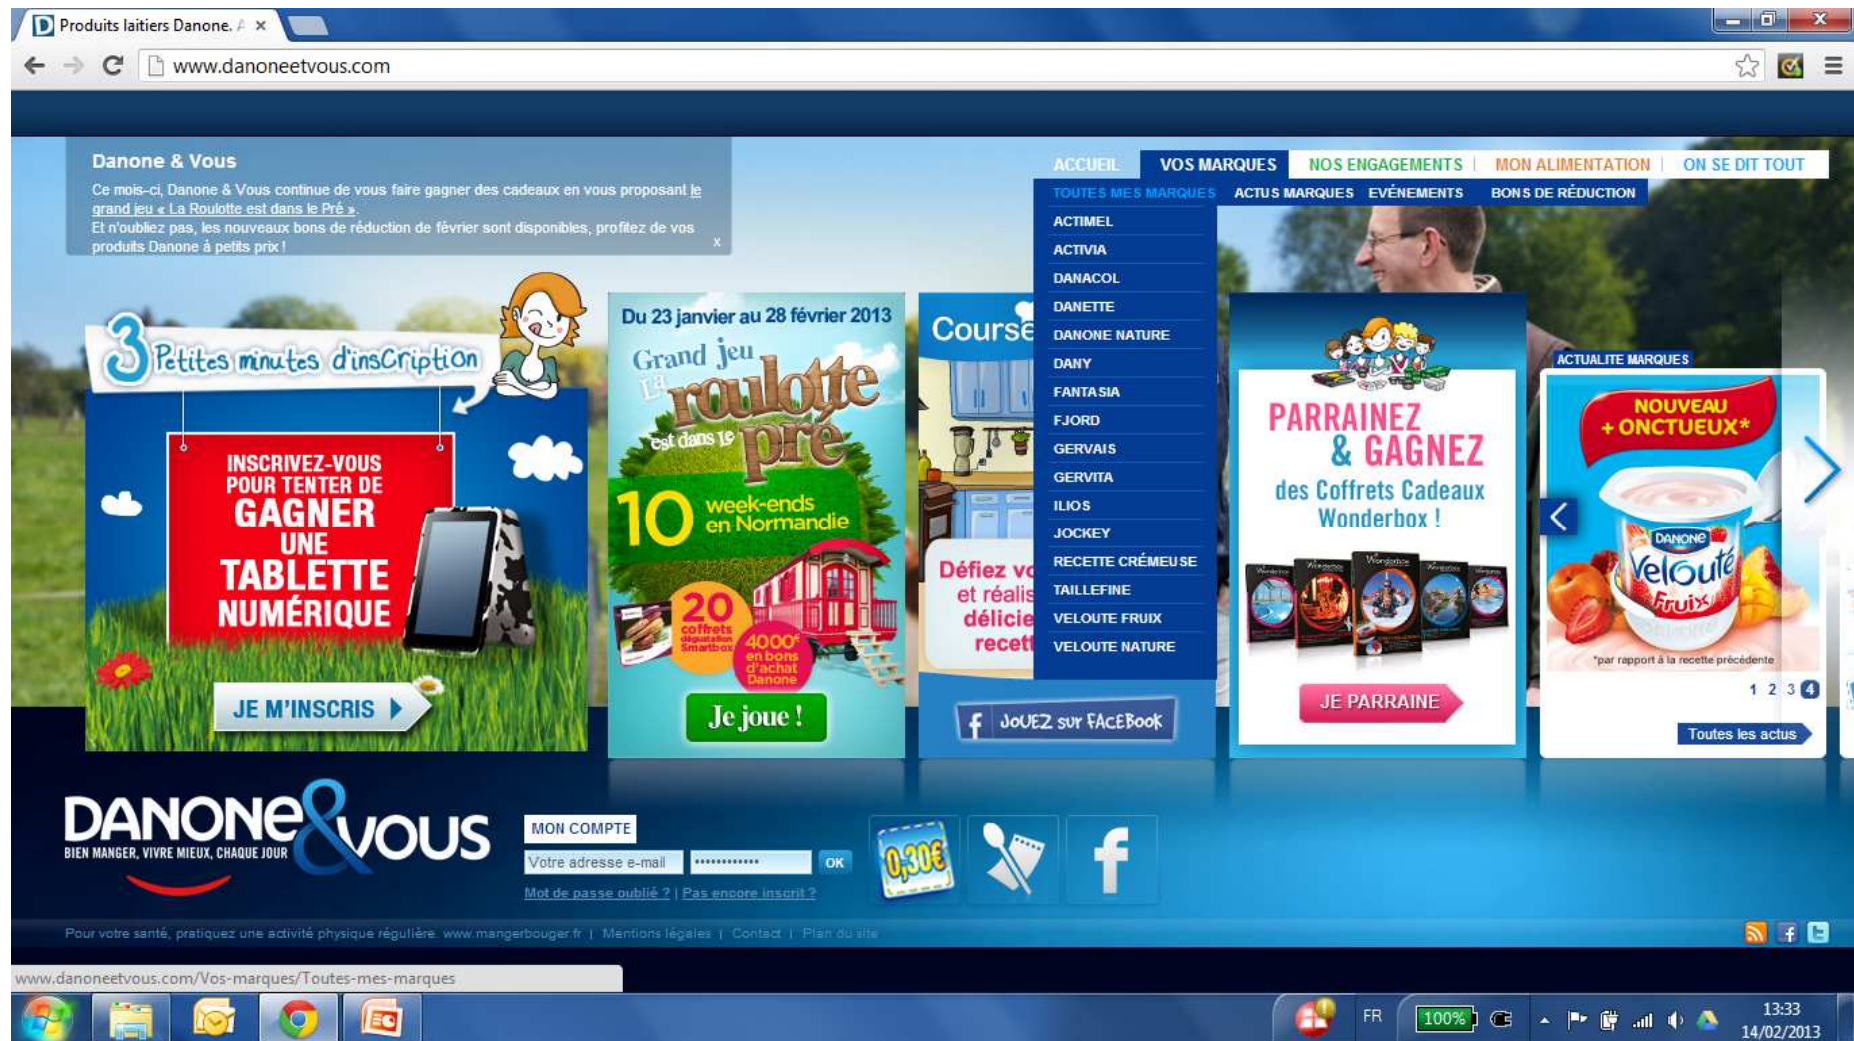 Produits laitiers Danone. A
www.danoneetvous.com
Danone & Vous
Ce mois-ci, Danone & Vous continue de vous faire gagner des cadeaux en vous proposant le
grand jeu « La Roulotte est dans le Pré ».
Et n'oubliez pas, les nouveaux bons de réduction de février sont disponibles, profitez de vos
produits Danone à petits prix !
x
ACCUEIL VOS MARQUES NOS ENGAGEMENTS | MON ALIMENTATION | ON SE DIT TOUT
TOUTES MES MARQUES ACTUS MARQUES EVÉNEMENTS BONS DE RÉDUCTION
ACTIMEL
ACTIVIA
DANACOL
DANETTE
DANONE NATURE
DANY
FANTASIA
FJORD
GERVAIS
GERVITA
ILIOS
JOCKEY
RECETTE CRÉMEUSE
TAILLEFINE
VELOUTE FRUIX
VELOUTE NATURE
3 Petites minutes d'insCription
INSCRIVEZ-VOUS
POUR TENTER DE
GAGNER
UNE
TABLETTE
NUMÉRIQUE
JE M'INSCRIS
Du 23 janvier au 28 février 2013
Grand jeu
La
roulotte
est dans le pré
10 week-ends
en Normandie
20
coffrets
dégustation
Smartbox
4000€
en bons
d'achat
Danone
Je joue !
Course
Défiez vo
et réalis
délicie
recett
f JoUEZ sur FAcEBooK
PARRAINEZ
& GAGNEZ
des Coffrets Cadeaux
Wonderbox !
Wonderbox
JE PARRAINE
ACTUALITE MARQUES
NOUVEAU
+ ONCTUEUX*
DANONE
Velouté
Fruix
*par rapport à la recette précédente
1 2 3 4
Toutes les actus
DANONE & VOUS
BIEN MANGER, VIVRE MIEUX, CHAQUE JOUR
MON COMPTE
Votre adresse e-mail •••••••••••• OK
Mot de passe oublié ? | Pas encore inscrit ?
0,30€
f
Pour votre santé, pratiquez une activité physique régulière. www.mangerbouger.fr | Mentions légales | Contact | Plan du site
www.danoneetvous.com/Vos-marques/Toutes-mes-marques
FR
100%
13:33
14/02/2013